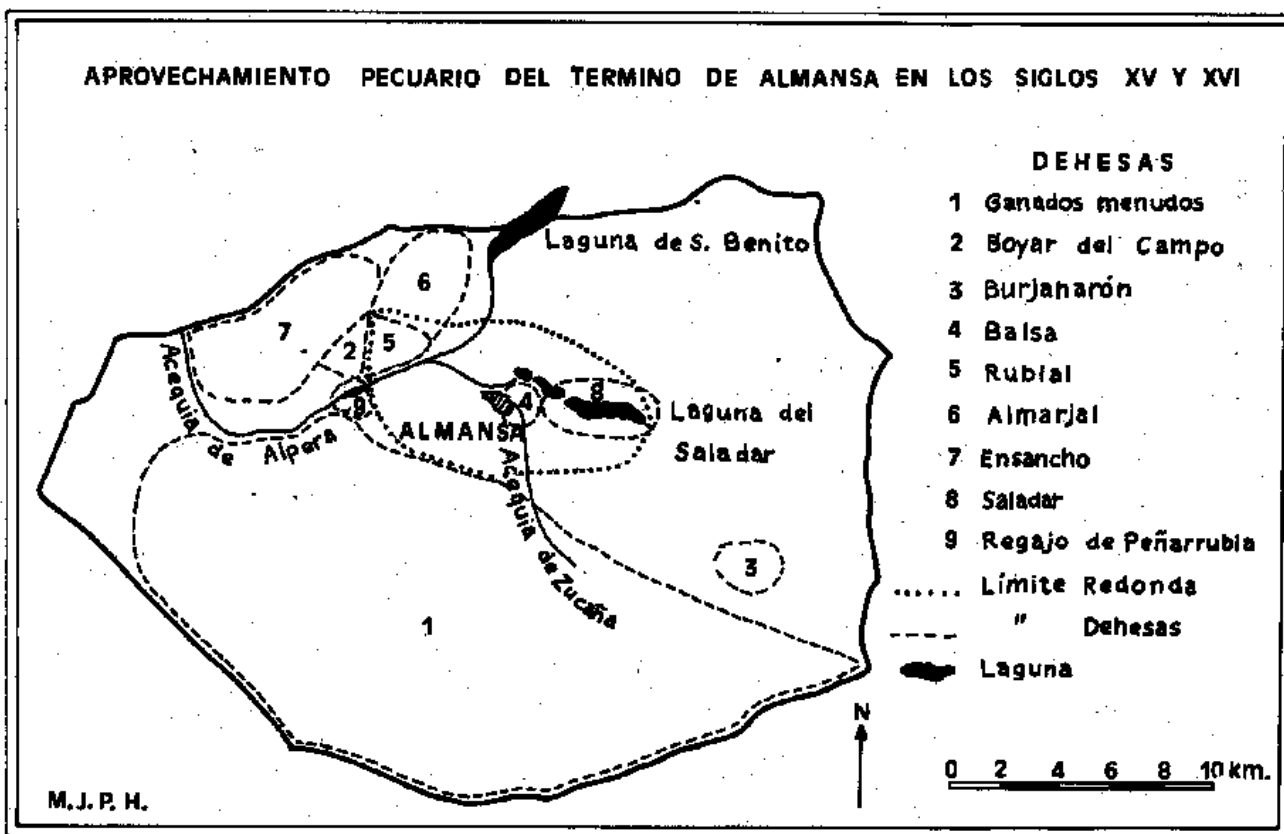 APROVECHAMIENTO PECUARIO DEL TERMINO DE ALMANSA EN LOS SIGLOS XV Y XVI
DEHESAS
1 Ganados menudos
2 Boyar del Campo
3 Burjaharón
4 Balsa
5 Rubial
6 Almarjal
7 Ensancho
8 Saladar
9 Regajo de Peñarrubia
Límite Redonda
" Dehesas
Laguna
Laguna de S. Benito
6
7
2
5
Acequia de Alpera
9
4
8
ALMANSA
Laguna del
Saladar
Acequia de Zucaña
3
1
N
0 2 4 6 8 10 km.
M.J.P.H.